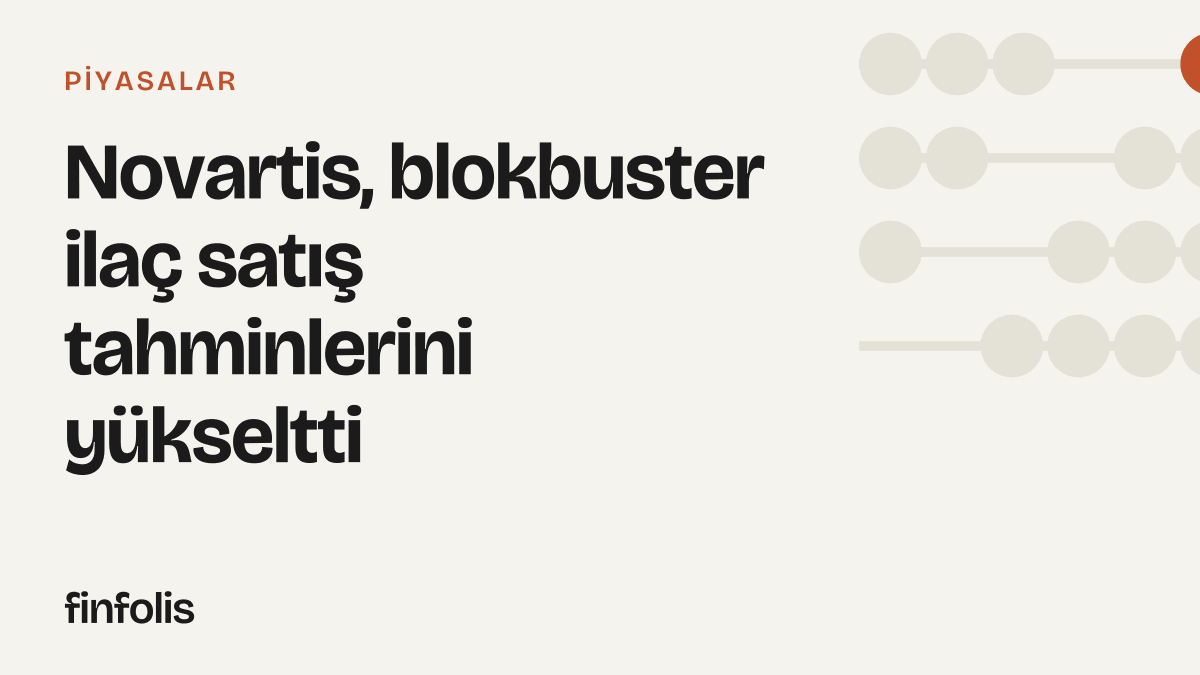 PİYASALAR
Novartis, blokbuster
ilaç satış
tahminlerini
yükseltti
finfolis